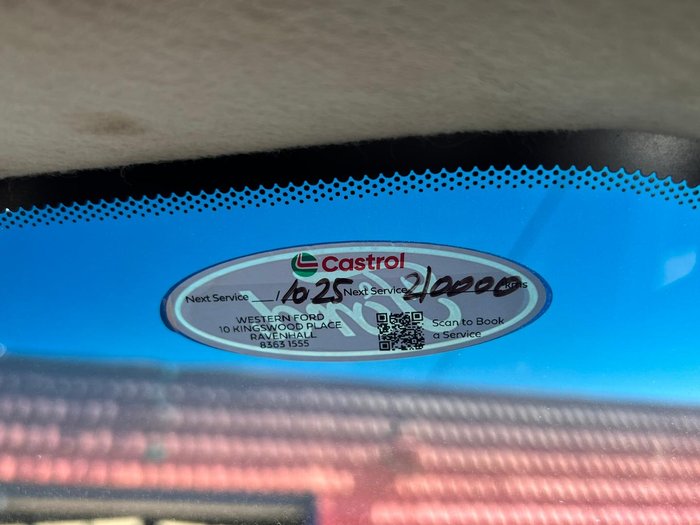 Castrol
Next Service __/10 25 Next Service 210000 kms
WESTERN FORD
10 KINGSWOOD PLACE
RAVENHALL
8363 1555
Scan to Book
a Service